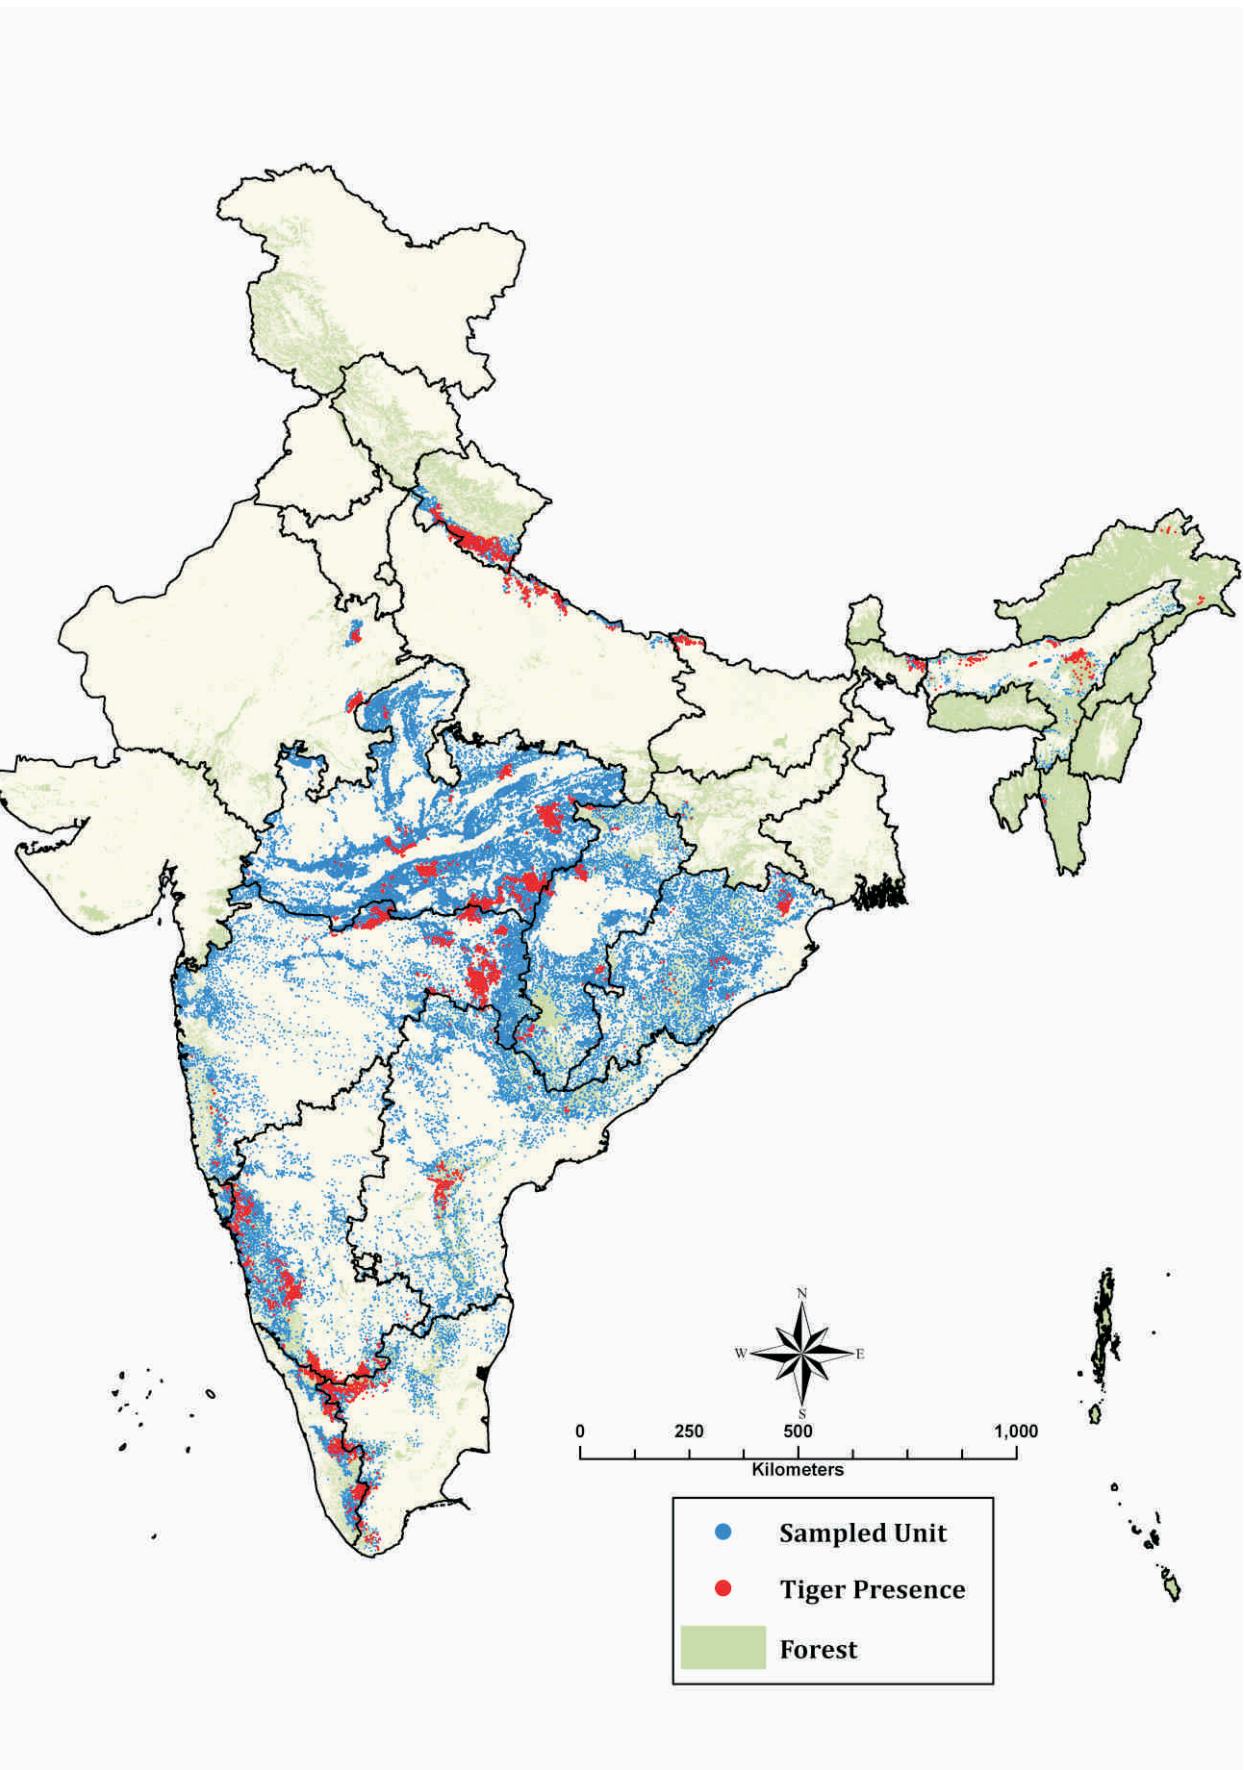 N
W E
S
0 250 500 1,000
Kilometers
Sampled Unit
Tiger Presence
Forest